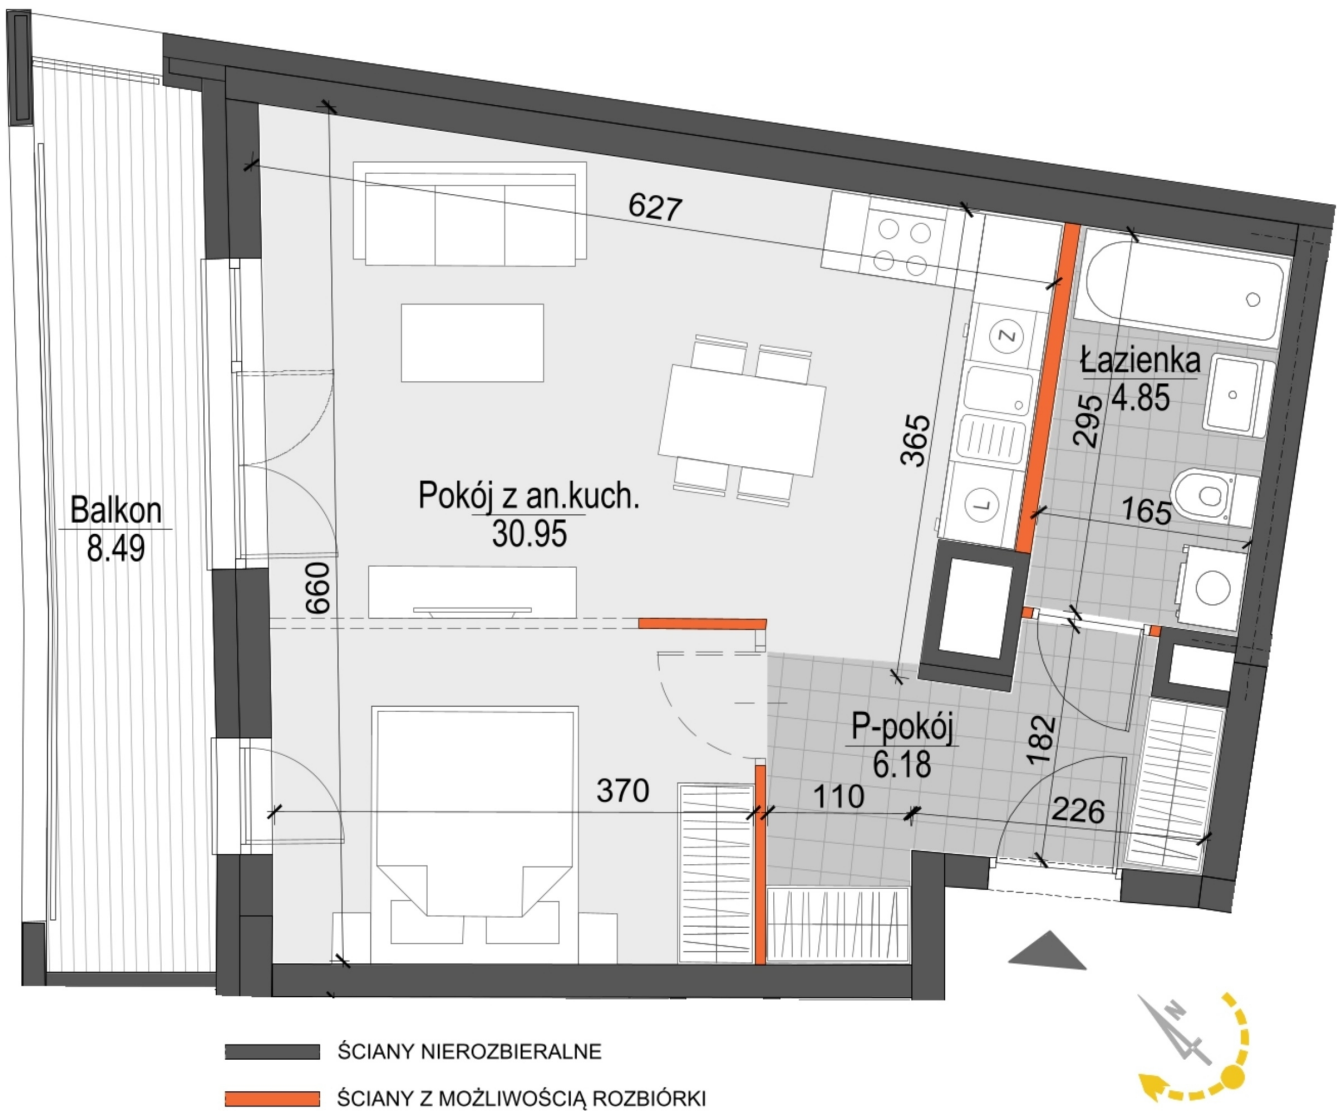 627
Z
Łazienka
4.85
295
365
Pokój z an.kuch.
30.95
L
165
Balkon
8.49
660
P-pokój
6.18
182
370
110
226
N
ŚCIANY NIEROZBIERALNE
ŚCIANY Z MOŻLIWOŚCIĄ ROZBIÓRKI